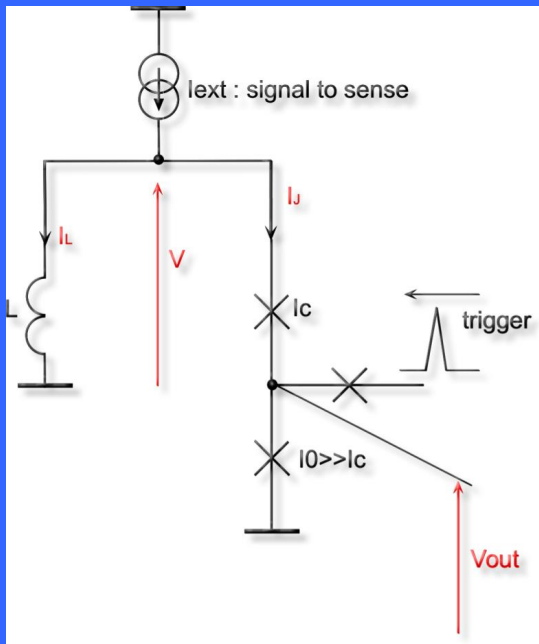 Iext : signal to sense
IL
V
IJ
L
Ic
trigger
I0>>Ic
Vout